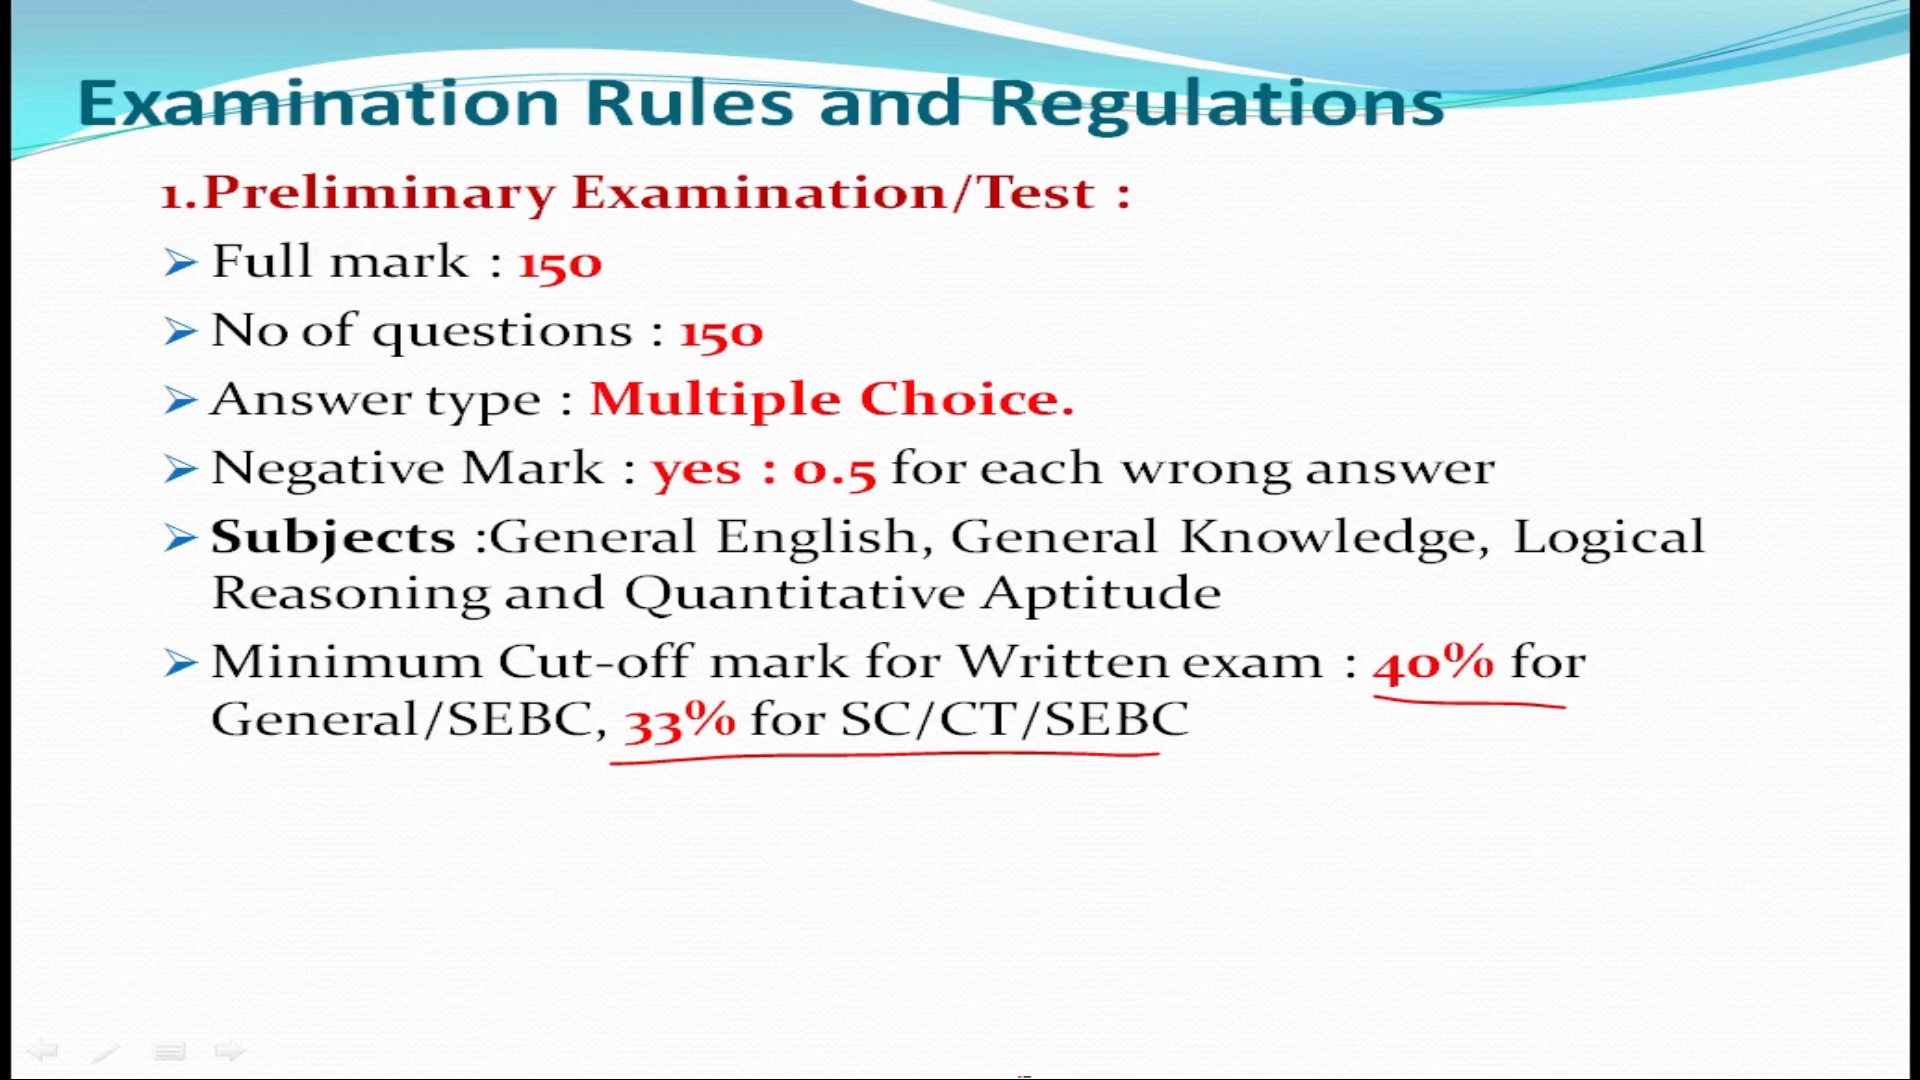 Examination Rules and Regulations
1.Preliminary Examination/Test :
Full mark : 150
No of questions : 150
Answer type : Multiple Choice.
Negative Mark : yes : 0.5 for each wrong answer
Subjects :General English, General Knowledge, Logical
Reasoning and Quantitative Aptitude
Minimum Cut-off mark for Written exam : 40% for
General/SEBC, 33% for SC/CT/SEBC